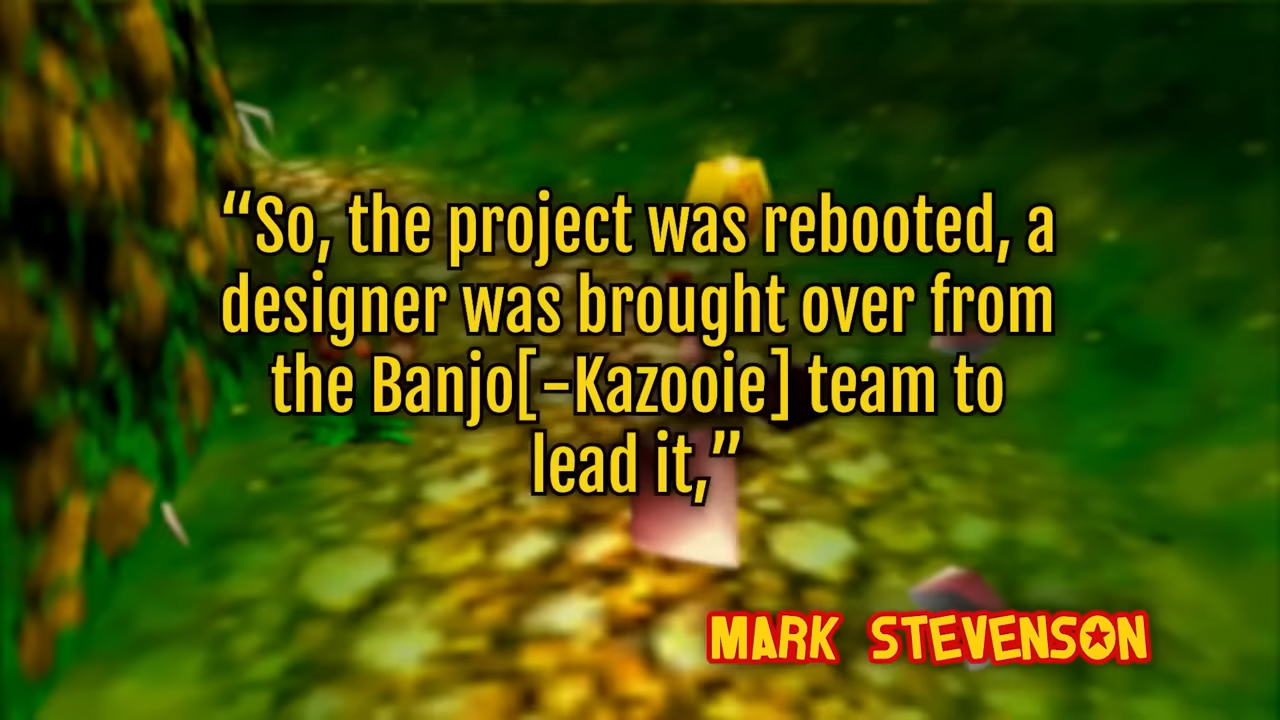 “So, the project was rebooted, a
designer was brought over from
the Banjo[-Kazooie] team to
lead it,”
MARK STEVENSON